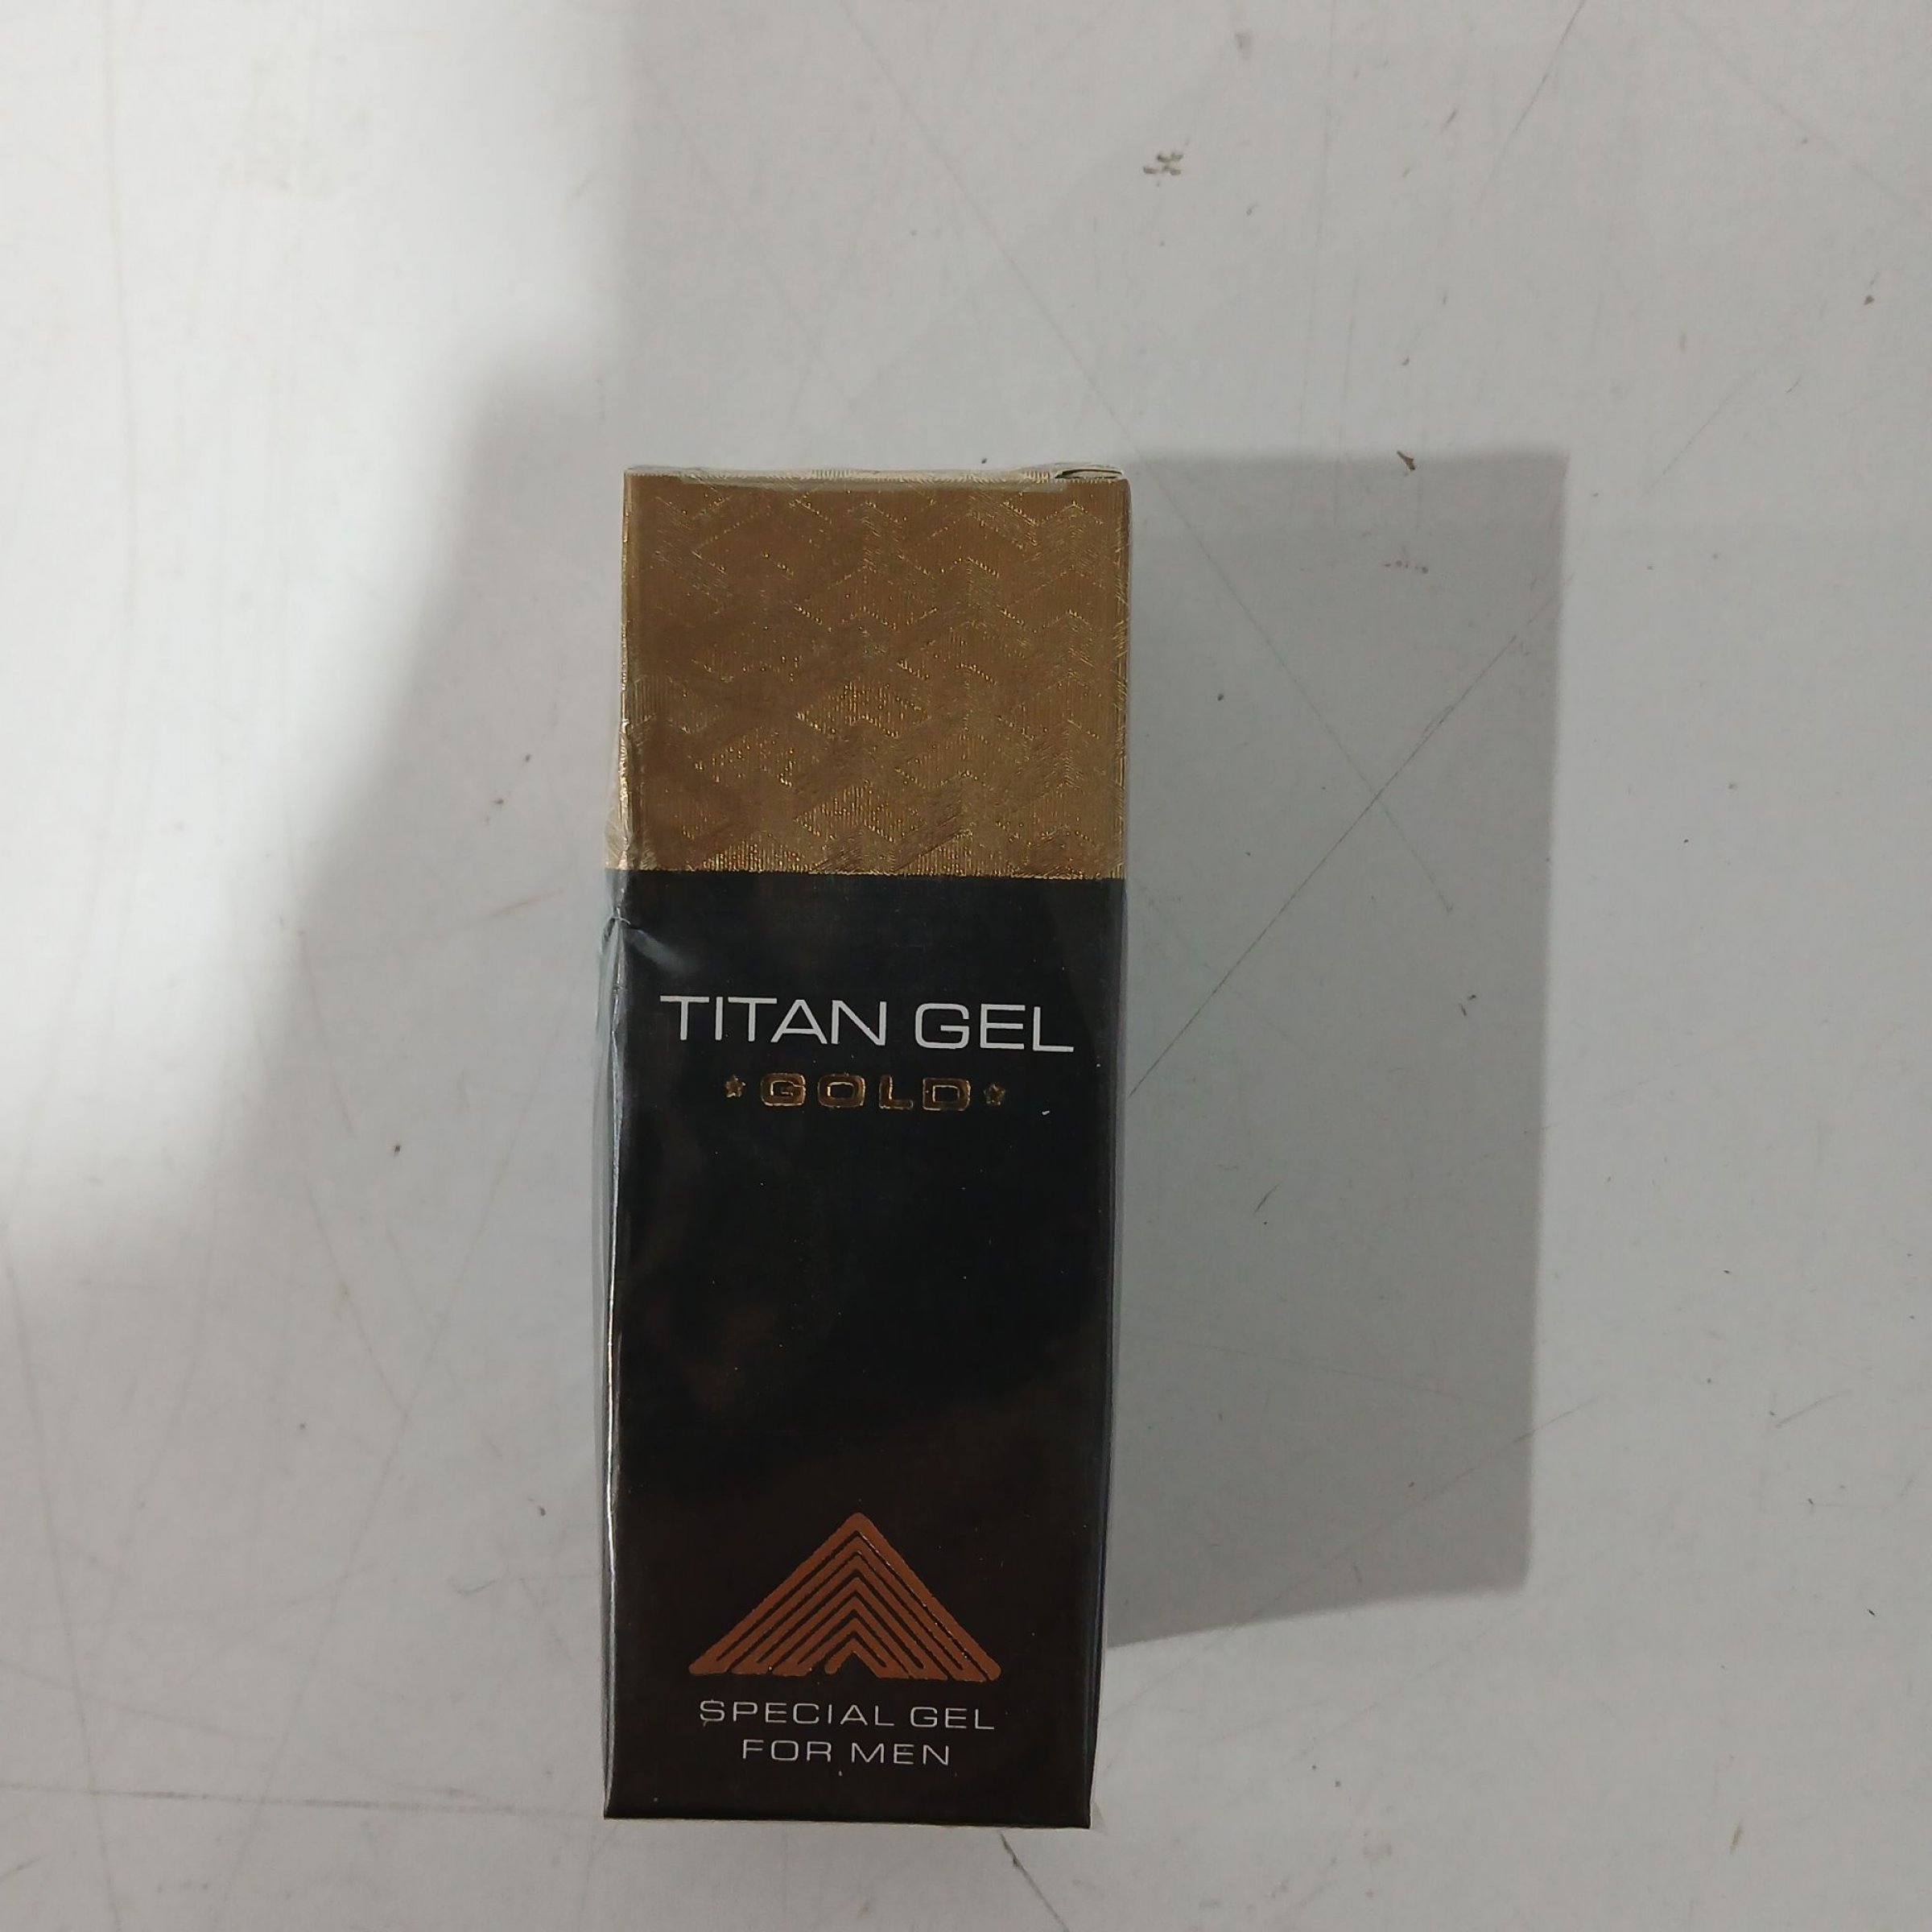 TITAN GEL
GOLD
SPECIAL GEL
FOR MEN